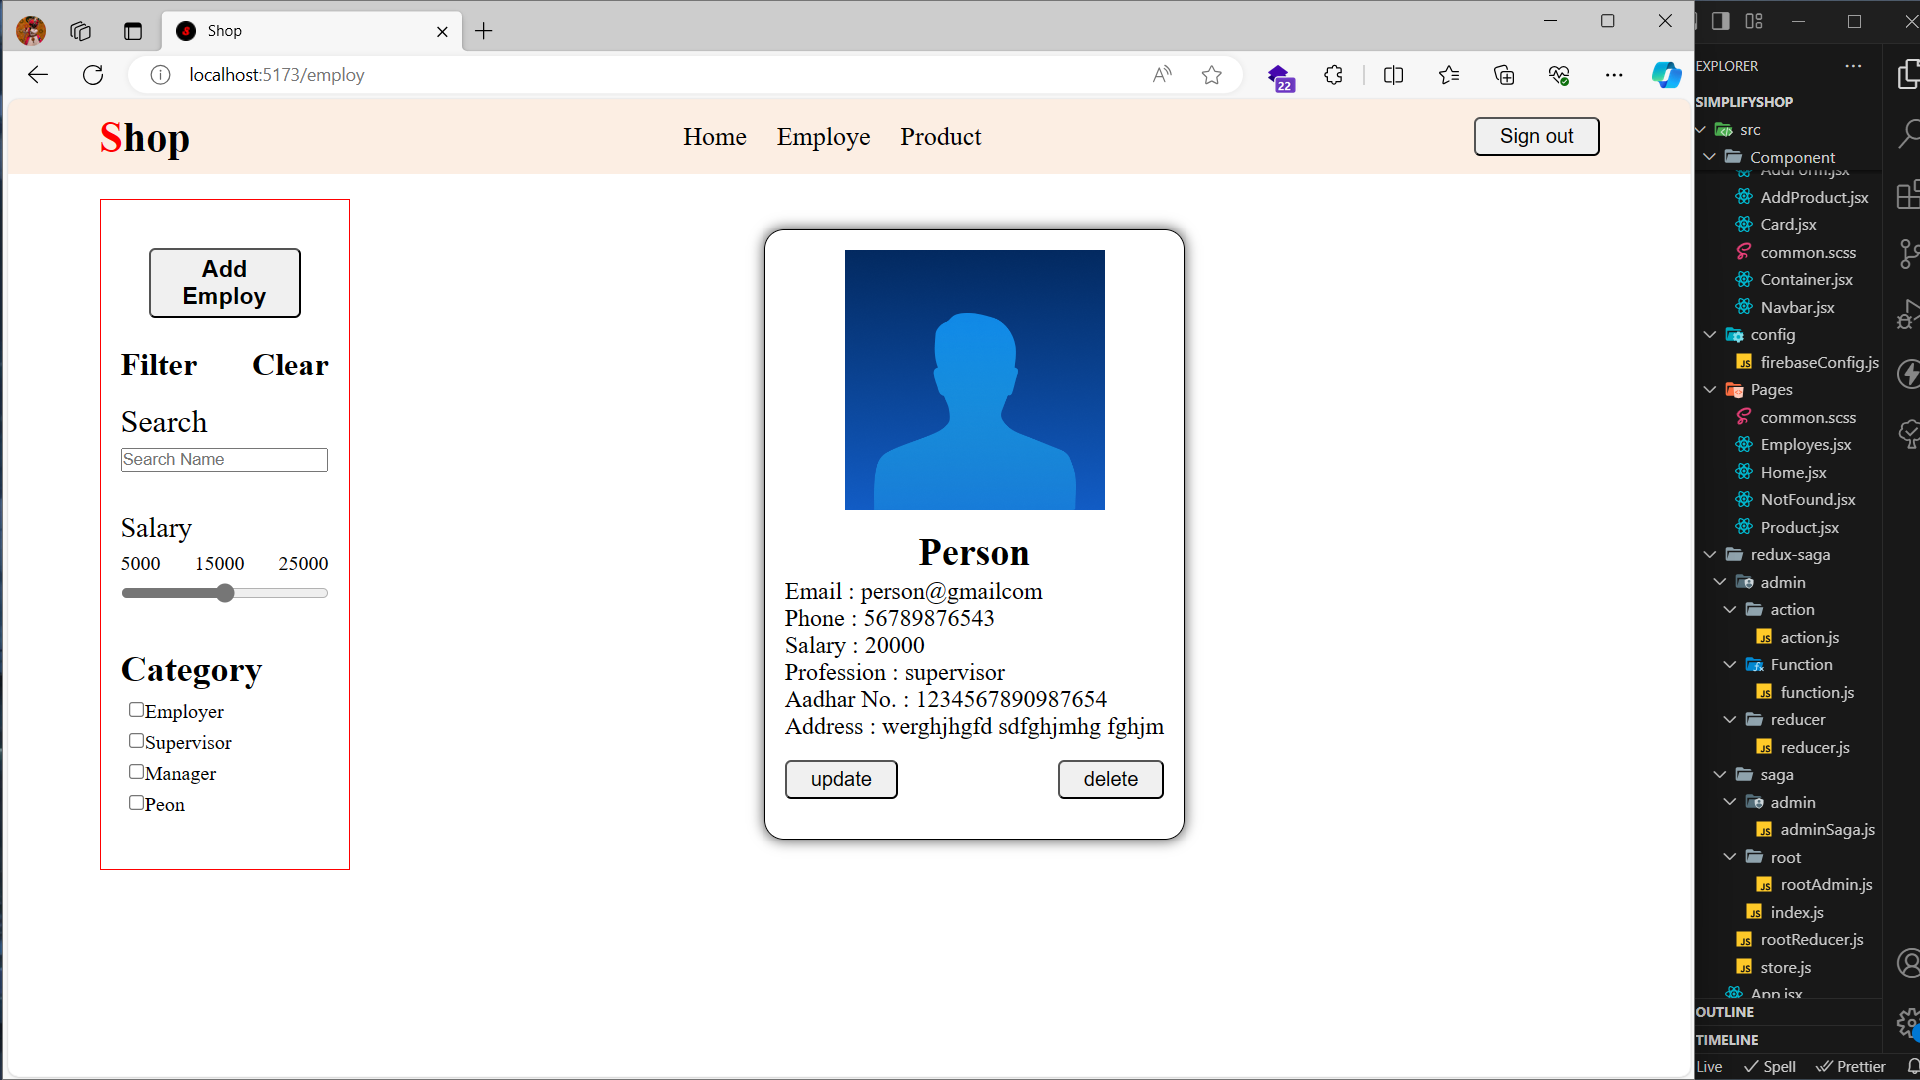 Shop
localhost:5173/employ
22
Shop
Home Employe Product
Sign out
Add
Employ
Filter Clear
Search
Search Name
Salary
5000 15000 25000
Category
Employer
Supervisor
Manager
Peon
Person
Email : person@gmailcom
Phone : 56789876543
Salary : 20000
Profession : supervisor
Aadhar No. : 1234567890987654
Address : werghjhgfd sdfghjmhg fghjm
update delete
EXPLORER
SIMPLIFYSHOP
src
Component
AddForm.jsx
AddProduct.jsx
Card.jsx
common.scss
Container.jsx
Navbar.jsx
config
firebaseConfig.js
Pages
common.scss
Employes.jsx
Home.jsx
NotFound.jsx
Product.jsx
redux-saga
admin
action
action.js
Function
function.js
reducer
reducer.js
saga
admin
adminSaga.js
root
rootAdmin.js
index.js
rootReducer.js
store.js
App.jsx
OUTLINE
TIMELINE
Live Spell Prettier